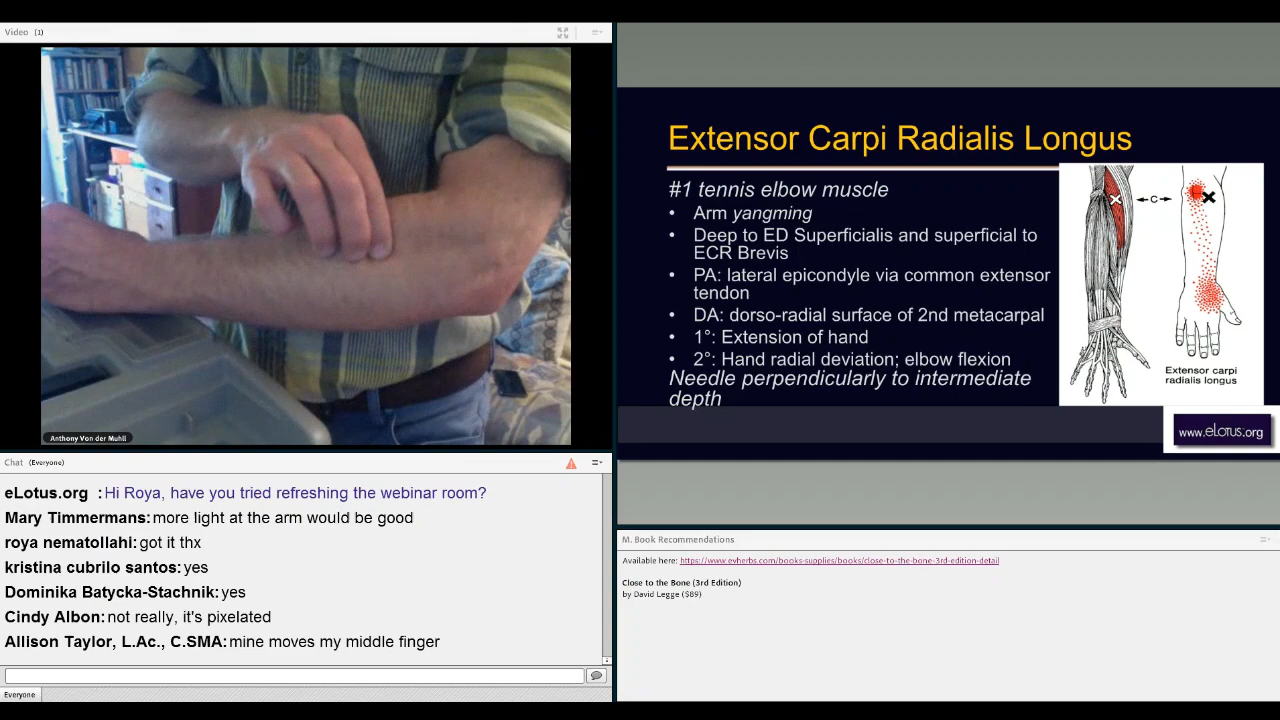 Video (1)
Anthony Von der Muhll
Chat (Everyone)
eLotus.org : Hi Roya, have you tried refreshing the webinar room?
Mary Timmermans: more light at the arm would be good
roya nematollahi: got it thx
kristina cubrilo santos: yes
Dominika Batycka-Stachnik: yes
Cindy Albon: not really, it's pixelated
Allison Taylor, L.Ac., C.SMA: mine moves my middle finger
Everyone
Extensor Carpi Radialis Longus
#1 tennis elbow muscle
• Arm yangming
• Deep to ED Superficialis and superficial to
ECR Brevis
• PA: lateral epicondyle via common extensor
tendon
• DA: dorso-radial surface of 2nd metacarpal
• 1°: Extension of hand
• 2°: Hand radial deviation; elbow flexion
Needle perpendicularly to intermediate
depth
C
Extensor carpi
radialis longus
www.eLotus.org
M. Book Recommendations
Available here: https://www.evherbs.com/books-supplies/books/close-to-the-bone-3rd-edition-detail
Close to the Bone (3rd Edition)
by David Legge ($89)